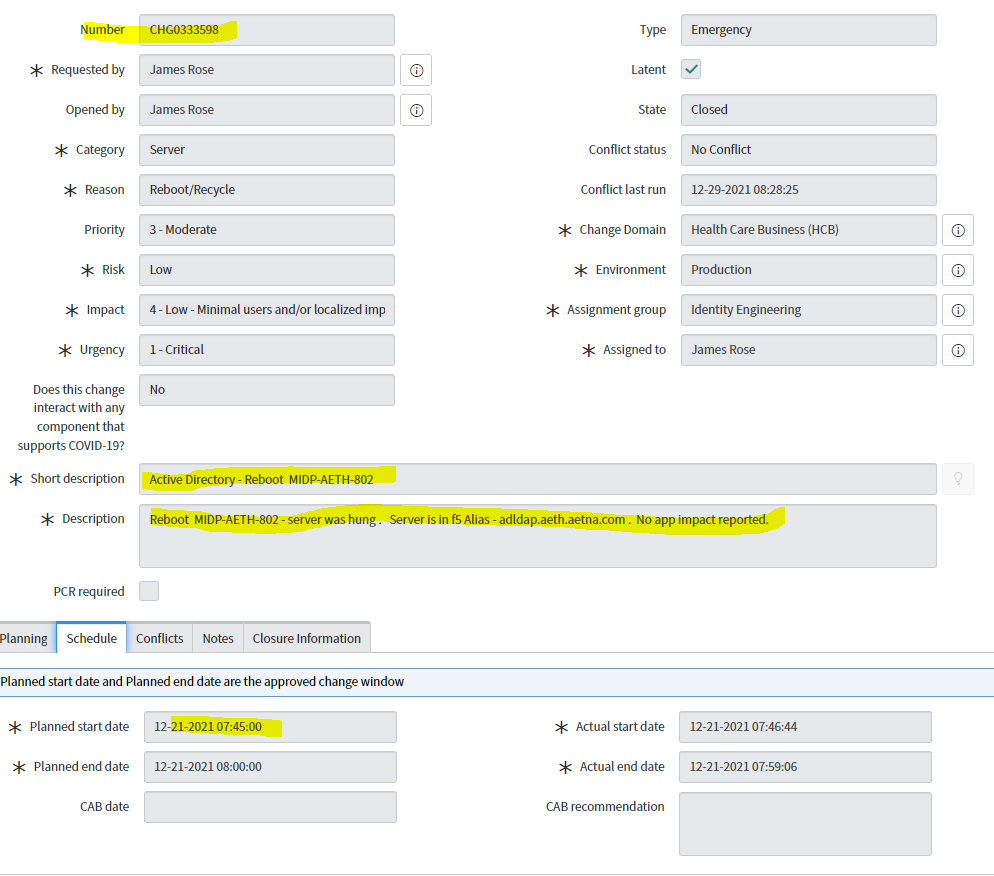 Number CHG0333598 Type Emergency
* Requested by James Rose Latent
Opened by James Rose State Closed
* Category Server Conflict status No Conflict
* Reason Reboot/Recycle Conflict last run 12-29-2021 08:28:25
Priority 3 - Moderate * Change Domain Health Care Business (HCB)
* Risk Low * Environment Production
* Impact 4 - Low - Minimal users and/or localized imp * Assignment group Identity Engineering
* Urgency 1 - Critical * Assigned to James Rose
Does this change No
interact with any
component that
supports COVID-19?
* Short description Active Directory - Reboot MIDP-AETH-802
* Description Reboot MIDP-AETH-802 - server was hung . Server is in f5 Alias - adldap.aeth.aetna.com . No app impact reported.
PCR required
Planning Schedule Conflicts Notes Closure Information
Planned start date and Planned end date are the approved change window
* Planned start date 12-21-2021 07:45:00 * Actual start date 12-21-2021 07:46:44
* Planned end date 12-21-2021 08:00:00 * Actual end date 12-21-2021 07:59:06
CAB date CAB recommendation